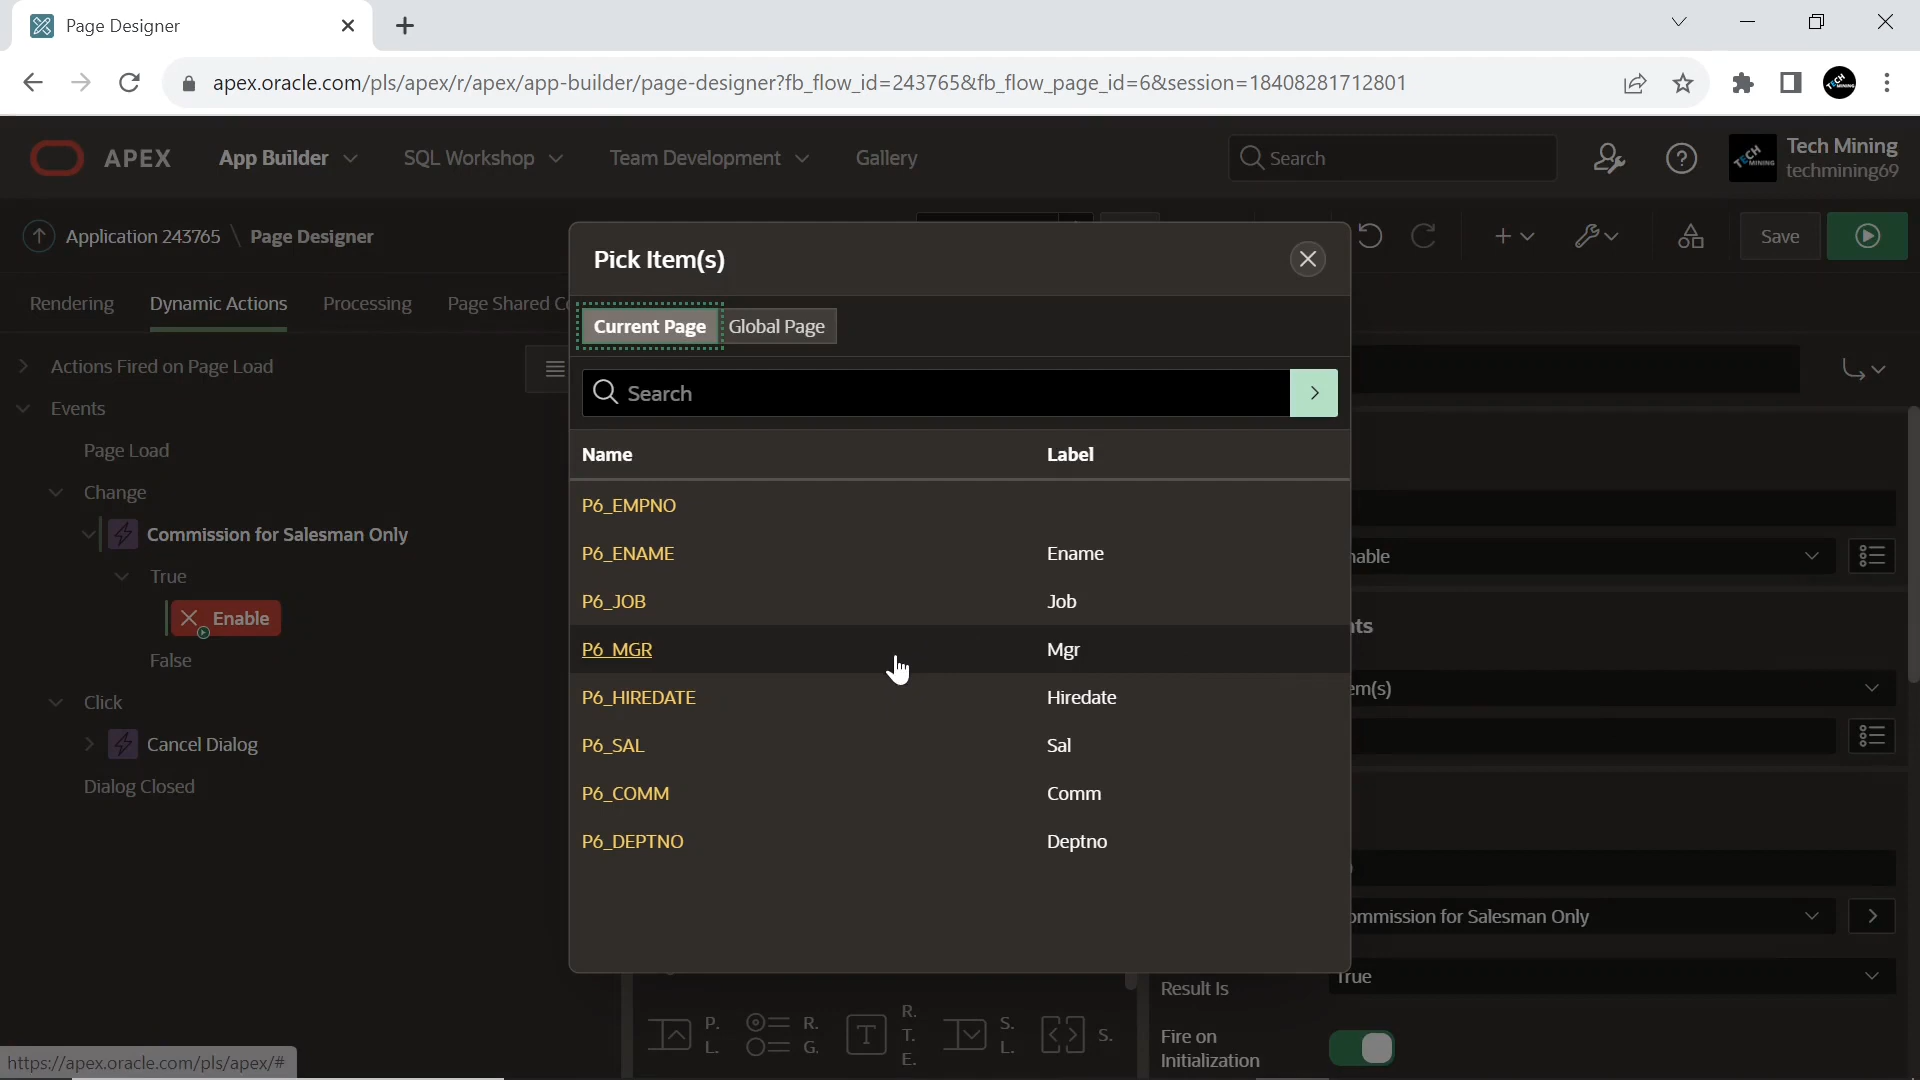 Page Designer
apex.oracle.com/pls/apex/r/apex/app-builder/page-designer?fb_flow_id=243765&fb_flow_page_id=6&session=18408281712801
APEX App Builder SQL Workshop Team Development Gallery Search Tech Mining
techmining69
Application 243765 \ Page Designer Save
Pick Item(s)
Rendering Dynamic Actions Processing Page Shared Co
Current Page Global Page
Actions Fired on Page Load
Search
Events
Page Load
Name Label
Change
P6_EMPNO
Commission for Salesman Only
P6_ENAME Ename
nable
True
P6_JOB Job
Enable
nts
P6_MGR Mgr
False
em(s)
P6_HIREDATE Hiredate
Click
Cancel Dialog
P6_SAL Sal
Dialog Closed
P6_COMM Comm
P6_DEPTNO Deptno
ommission for Salesman Only
True
Result Is
P. L. R. G. T R. T. E. S. L. S.
Fire on
Initialization
https://apex.oracle.com/pls/apex/#